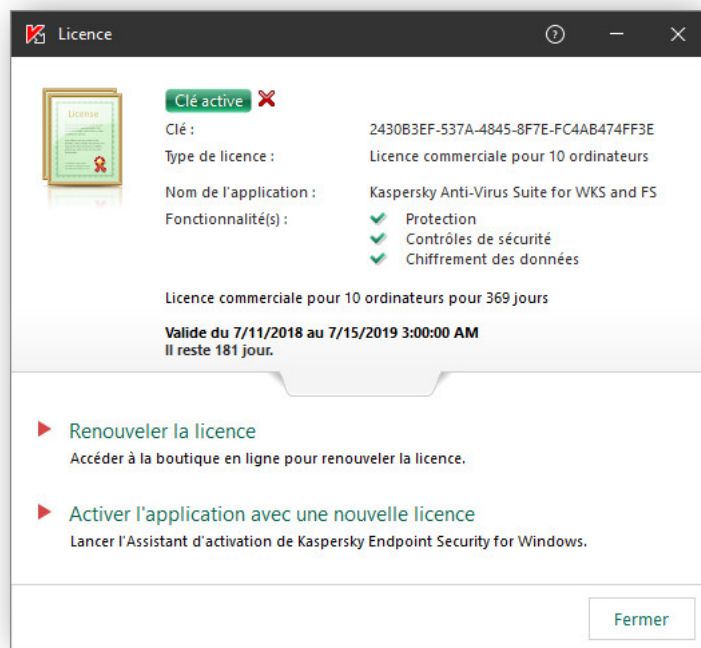 Licence
License
Clé active
Clé : 2430B3EF-537A-4845-8F7E-FC4AB474FF3E
Type de licence : Licence commerciale pour 10 ordinateurs
Nom de l'application : Kaspersky Anti-Virus Suite for WKS and FS
Fonctionnalité(s) : Protection
Contrôles de sécurité
Chiffrement des données
Licence commerciale pour 10 ordinateurs pour 369 jours
Valide du 7/11/2018 au 7/15/2019 3:00:00 AM
Il reste 181 jour.
Renouveler la licence
Accéder à la boutique en ligne pour renouveler la licence.
Activer l'application avec une nouvelle licence
Lancer l'Assistant d'activation de Kaspersky Endpoint Security for Windows.
Fermer